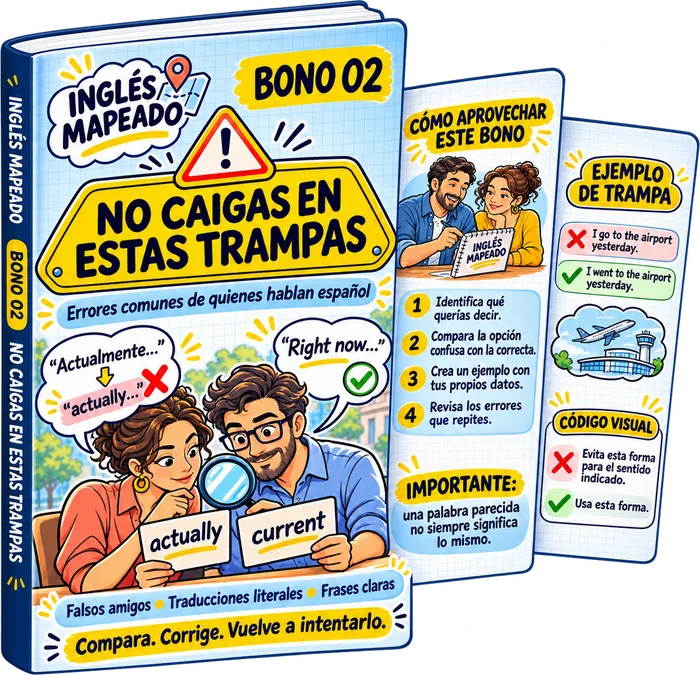 INGLÉS MAPEADO
BONO 02
NO CAIGAS EN ESTAS TRAMPAS
INGLÉS
MAPEADO
BONO 02
!
NO CAIGAS EN
ESTAS TRAMPAS
Errores comunes de quienes hablan español
“Actualmente...”
“actually...”
“Right now...”
actually
current
Falsos amigos • Traducciones literales • Frases claras
Compara. Corrige. Vuelve a intentarlo.
CÓMO APROVECHAR
ESTE BONO
INGLÉS
MAPEADO
1 Identifica qué
querías decir.
2 Compara la opción
confusa con la correcta.
3 Crea un ejemplo con
tus propios datos.
4 Revisa los errores
que repites.
IMPORTANTE:
una palabra parecida
no siempre significa
lo mismo.
EJEMPLO
DE TRAMPA
I go to the airport
yesterday.
I went to the airport
yesterday.
CÓDIGO VISUAL
Evita esta forma
para el sentido
indicado.
Usa esta forma.